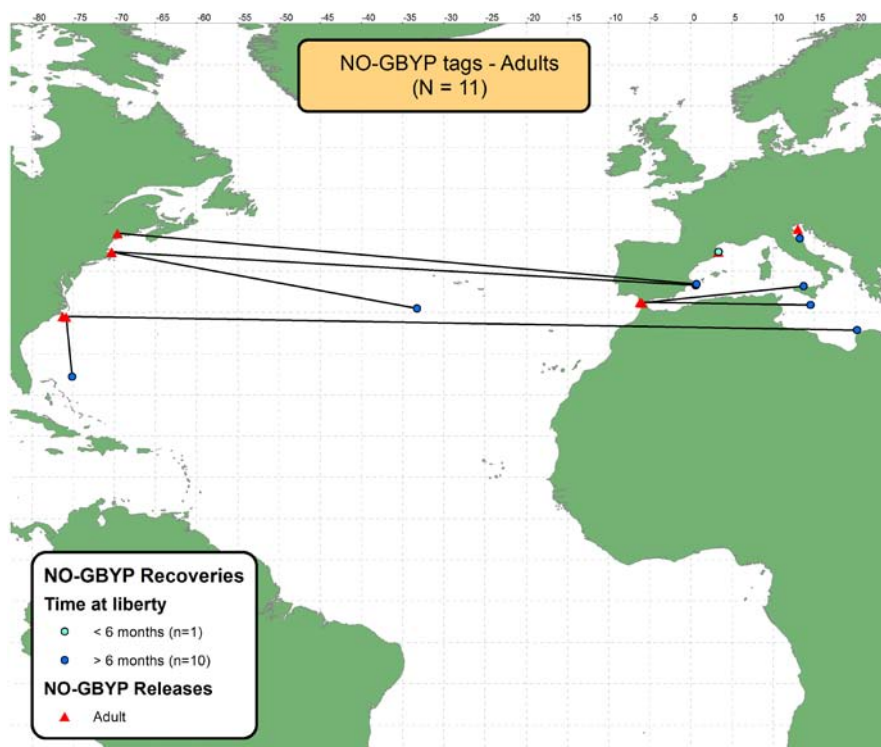 -80 -75 -70 -65 -60 -55 -50 -45 -40 -35 -30 -25 -20 -15 -10 -5 0 5 10 15 20
NO-GBYP tags - Adults
(N = 11)
NO-GBYP Recoveries
Time at liberty
< 6 months (n=1)
> 6 months (n=10)
NO-GBYP Releases
Adult